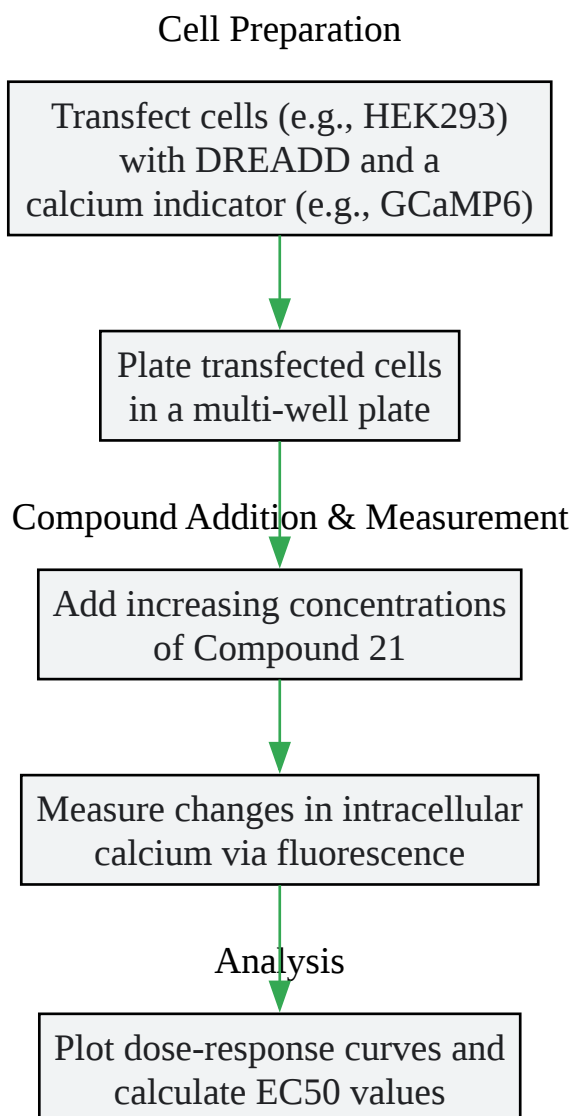 Cell Preparation
Transfect cells (e.g., HEK293)
with DREADD and a
calcium indicator (e.g., GCaMP6)
Plate transfected cells
in a multi-well plate
Compound Addition & Measurement
Add increasing concentrations
of Compound 21
Measure changes in intracellular
calcium via fluorescence
Analysis
Plot dose-response curves and
calculate EC50 values